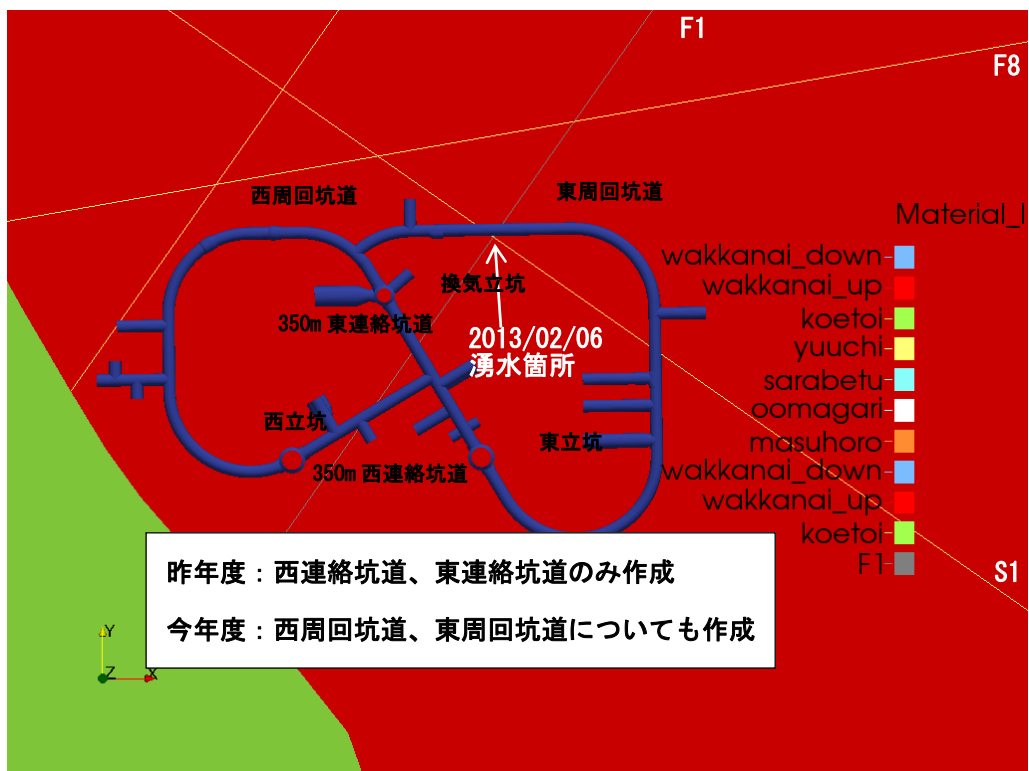 F1
F8
西周回坑道
東周回坑道
Material_I
換気立坑
350m 東連絡坑道
2013/02/06
湧水箇所
西立坑
東立坑
350m 西連絡坑道
wakkanai_down
wakkanai_up
koetoi
yuuchi
sarabetu
oomagari
masuhoro
wakkanai_down
wakkanai_up
koetoi
F1
S1
昨年度：西連絡坑道、東連絡坑道のみ作成
今年度：西周回坑道、東周回坑道についても作成
Y
Z
X